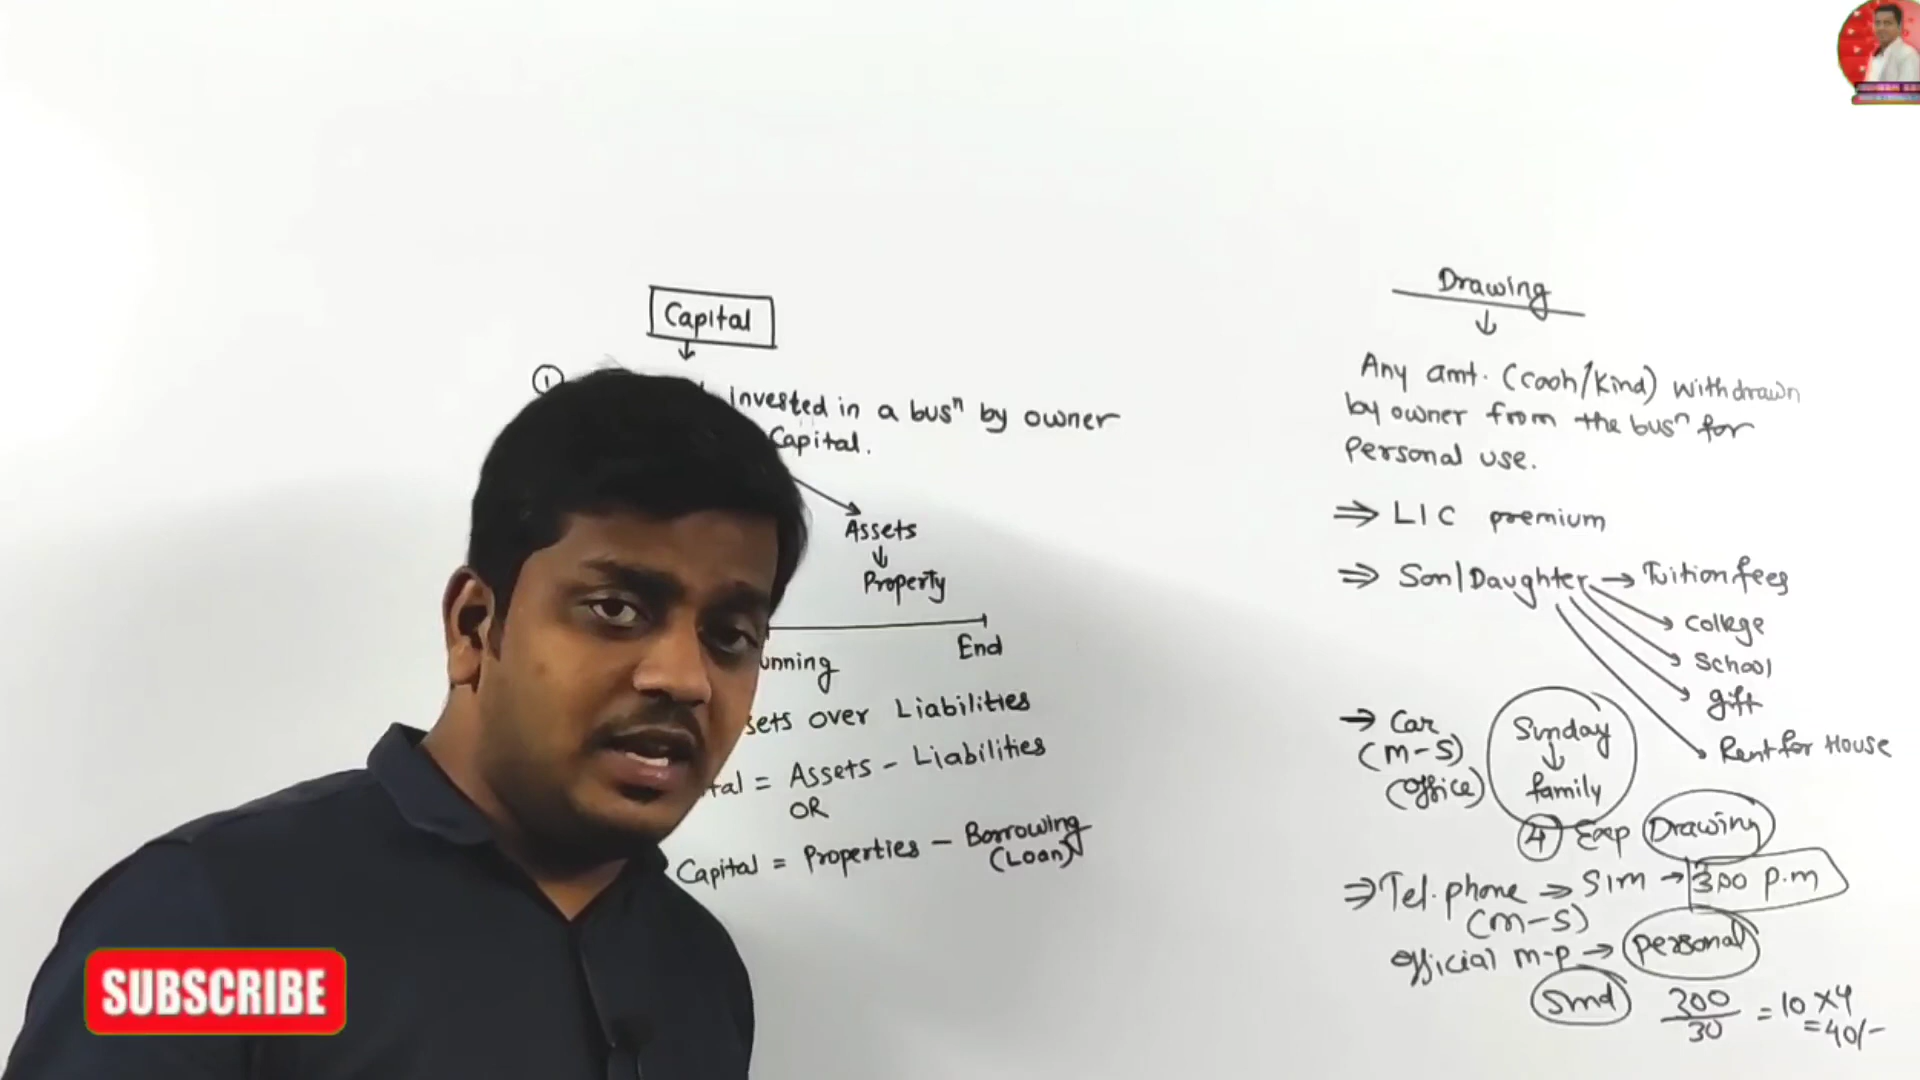 Capital
①
Invested in a busⁿ by owner
Capital.
Assets
Property
unning
End
sets over Liabilities
tal = Assets - Liabilities
OR
Capital = Properties - Borrowing
(Loan)
Drawing
Any amt. (cash/kind) withdrawn
by owner from the busⁿ for
Personal use.
⇒ LIC premium
⇒ Son/Daughter → Tuition fees
→ College
→ School
→ gift
→ Rent for House
→ Car
(M-S)
(office)
Sunday
↓
family
④ Exp Drawing
⇒ Tel.phone ⇒ Sim → 300 p.m
(M-S)
official m-p → personal
Sund
300/30 = 10 x 4
= 40/-
SUBSCRIBE